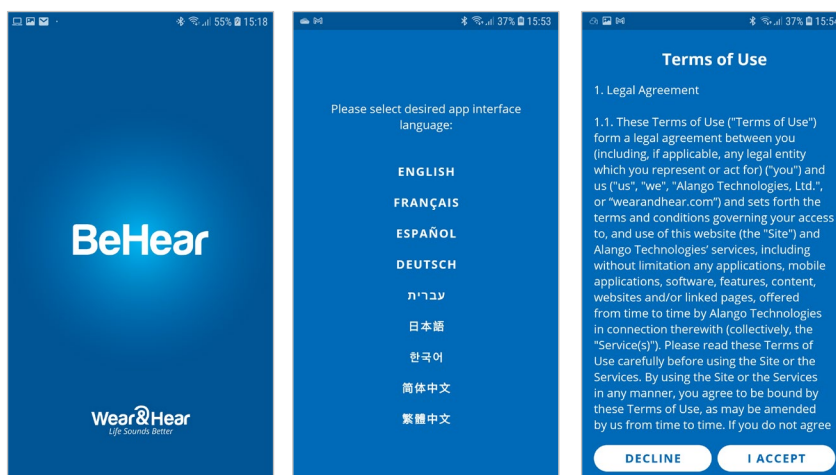 55% 15:18
BeHear
Wear&Hear
Life Sounds Better
37% 15:53
Please select desired app interface
language:
ENGLISH
FRANÇAIS
ESPAÑOL
DEUTSCH
עברית
日本語
한국어
简体中文
繁體中文
37% 15:54
Terms of Use
1. Legal Agreement
1.1. These Terms of Use ("Terms of Use")
form a legal agreement between you
(including, if applicable, any legal entity
which you represent or act for) ("you") and
us ("us", "we", "Alango Technologies, Ltd.",
or “wearandhear.com”) and sets forth the
terms and conditions governing your access
to, and use of this website (the "Site") and
Alango Technologies’ services, including
without limitation any applications, mobile
applications, software, features, content,
websites and/or linked pages, offered
from time to time by Alango Technologies
in connection therewith (collectively, the
"Service(s)"). Please read these Terms of
Use carefully before using the Site or the
Services. By using the Site or the Services
in any manner, you agree to be bound by
these Terms of Use, as may be amended
by us from time to time. If you do not agree
DECLINE I ACCEPT